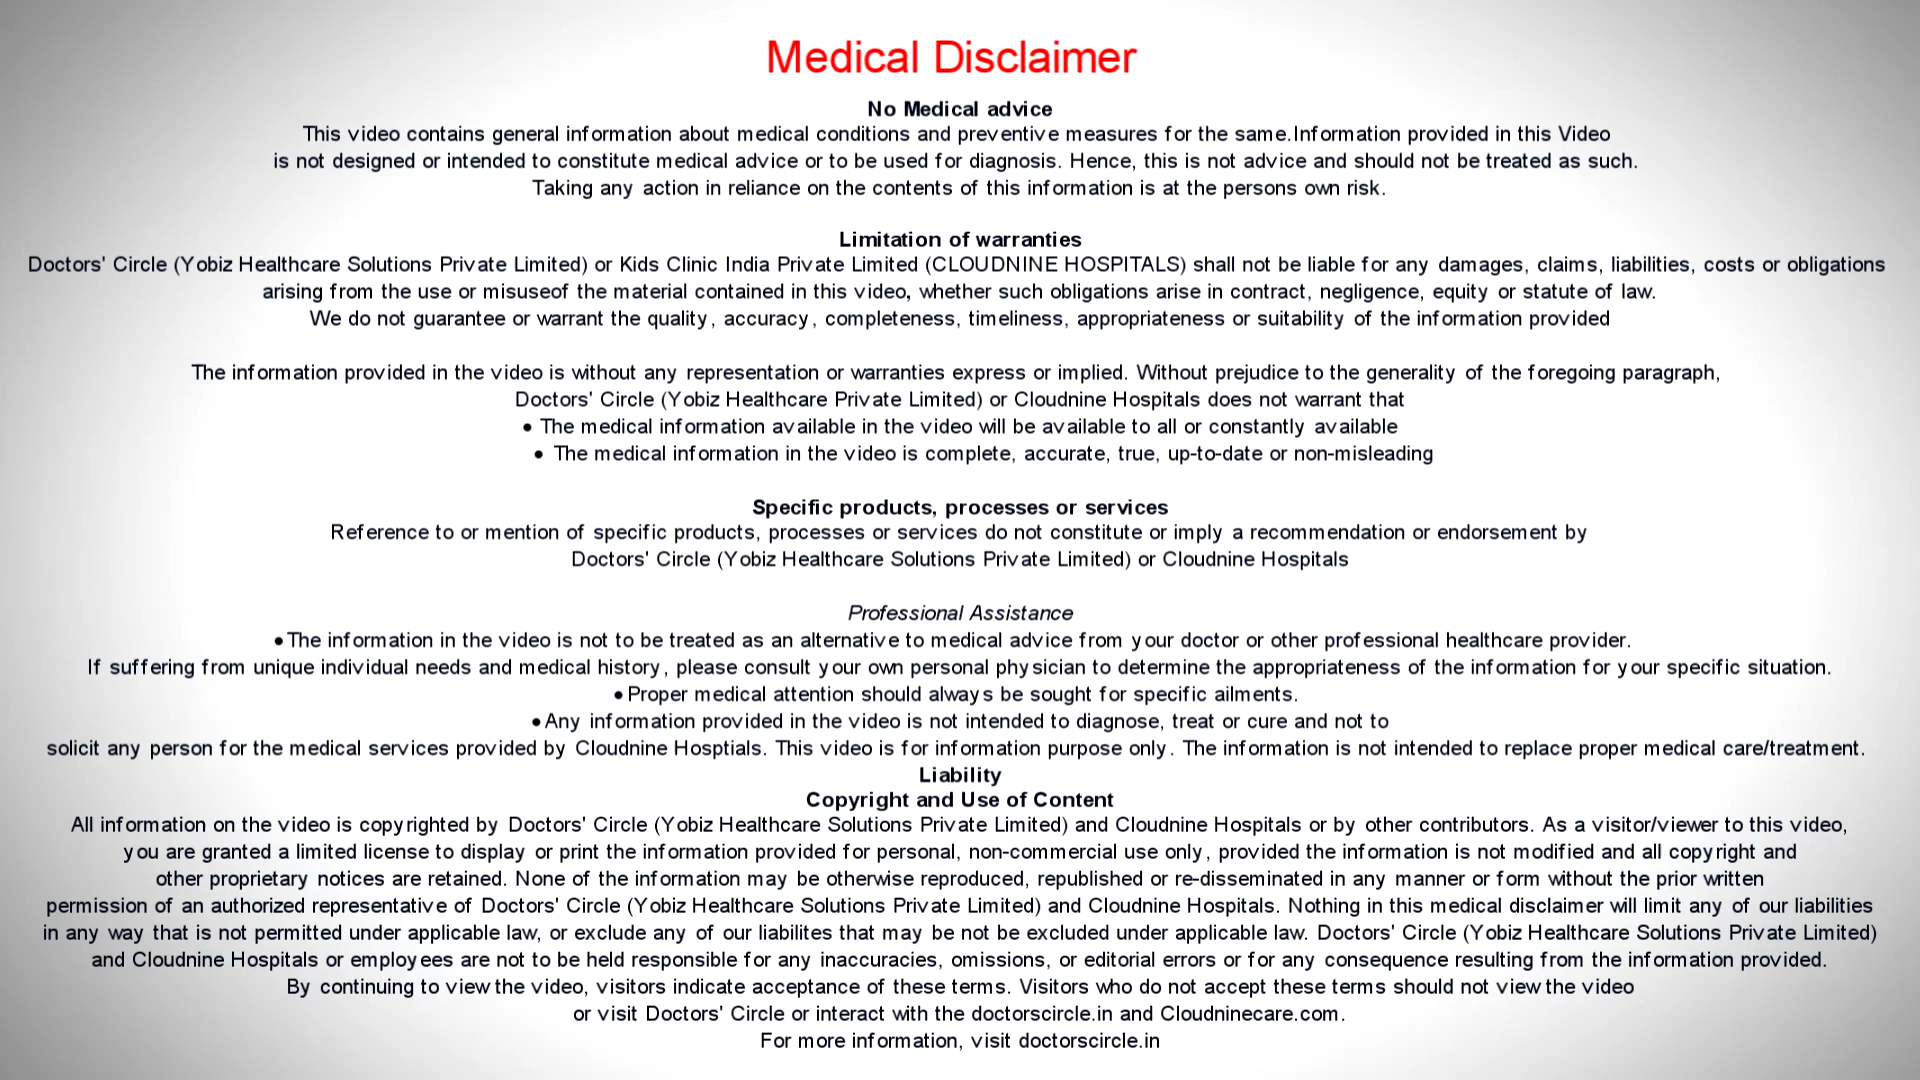 Medical Disclaimer
No Medical advice
This video contains general information about medical conditions and preventive measures for the same.Information provided in this Video
is not designed or intended to constitute medical advice or to be used for diagnosis. Hence, this is not advice and should not be treated as such.
Taking any action in reliance on the contents of this information is at the persons own risk.
Limitation of warranties
Doctors' Circle (Yobiz Healthcare Solutions Private Limited) or Kids Clinic India Private Limited (CLOUDNINE HOSPITALS) shall not be liable for any damages, claims, liabilities, costs or obligations
arising from the use or misuseof the material contained in this video, whether such obligations arise in contract, negligence, equity or statute of law.
We do not guarantee or warrant the quality, accuracy, completeness, timeliness, appropriateness or suitability of the information provided
The information provided in the video is without any representation or warranties express or implied. Without prejudice to the generality of the foregoing paragraph,
Doctors' Circle (Yobiz Healthcare Private Limited) or Cloudnine Hospitals does not warrant that
• The medical information available in the video will be available to all or constantly available
• The medical information in the video is complete, accurate, true, up-to-date or non-misleading
Specific products, processes or services
Reference to or mention of specific products, processes or services do not constitute or imply a recommendation or endorsement by
Doctors' Circle (Yobiz Healthcare Solutions Private Limited) or Cloudnine Hospitals
Professional Assistance
•The information in the video is not to be treated as an alternative to medical advice from your doctor or other professional healthcare provider.
If suffering from unique individual needs and medical history, please consult your own personal physician to determine the appropriateness of the information for your specific situation.
•Proper medical attention should always be sought for specific ailments.
•Any information provided in the video is not intended to diagnose, treat or cure and not to
solicit any person for the medical services provided by Cloudnine Hosptials. This video is for information purpose only. The information is not intended to replace proper medical care/treatment.
Liability
Copyright and Use of Content
All information on the video is copyrighted by Doctors' Circle (Yobiz Healthcare Solutions Private Limited) and Cloudnine Hospitals or by other contributors. As a visitor/viewer to this video,
you are granted a limited license to display or print the information provided for personal, non-commercial use only, provided the information is not modified and all copyright and
other proprietary notices are retained. None of the information may be otherwise reproduced, republished or re-disseminated in any manner or form without the prior written
permission of an authorized representative of Doctors' Circle (Yobiz Healthcare Solutions Private Limited) and Cloudnine Hospitals. Nothing in this medical disclaimer will limit any of our liabilities
in any way that is not permitted under applicable law, or exclude any of our liabilites that may be not be excluded under applicable law. Doctors' Circle (Yobiz Healthcare Solutions Private Limited)
and Cloudnine Hospitals or employees are not to be held responsible for any inaccuracies, omissions, or editorial errors or for any consequence resulting from the information provided.
By continuing to view the video, visitors indicate acceptance of these terms. Visitors who do not accept these terms should not view the video
or visit Doctors' Circle or interact with the doctorscircle.in and Cloudninecare.com.
For more information, visit doctorscircle.in